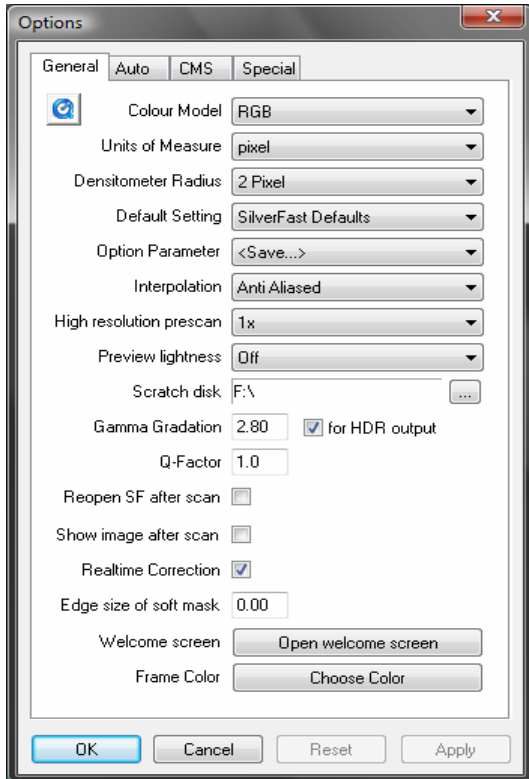 Options
General Auto CMS Special
Colour Model RGB
Units of Measure pixel
Densitometer Radius 2 Pixel
Default Setting SilverFast Defaults
Option Parameter <Save...>
Interpolation Anti Aliased
High resolution prescan 1x
Preview lightness Off
Scratch disk F:\ ...
Gamma Gradation 2.80 for HDR output
Q-Factor 1.0
Reopen SF after scan
Show image after scan
Realtime Correction
Edge size of soft mask 0.00
Welcome screen Open welcome screen
Frame Color Choose Color
OK Cancel Reset Apply